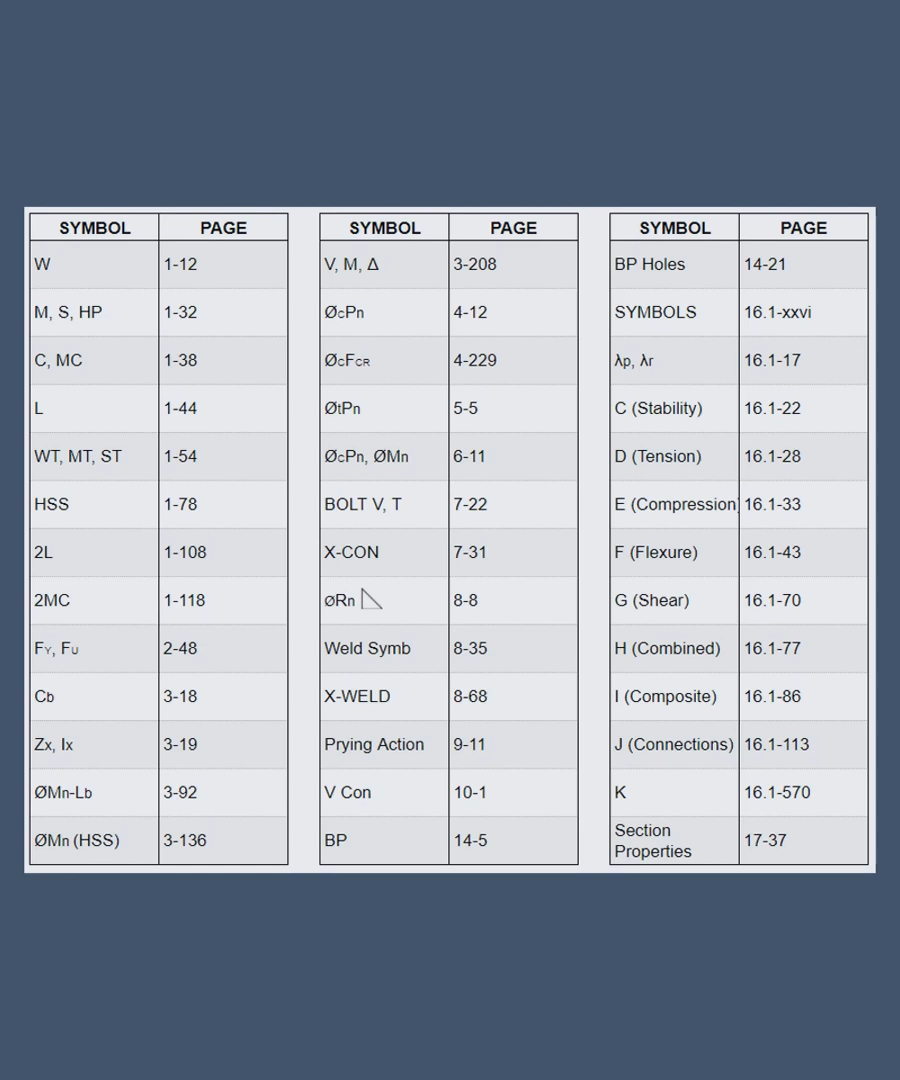 SYMBOL PAGE
W 1-12
M, S, HP 1-32
C, MC 1-38
L 1-44
WT, MT, ST 1-54
HSS 1-78
2L 1-108
2MC 1-118
FY, FU 2-48
Cb 3-18
Zx, Ix 3-19
ØMn-Lb 3-92
ØMn (HSS) 3-136
SYMBOL PAGE
V, M, Δ 3-208
ØcPn 4-12
ØcFCR 4-229
ØtPn 5-5
ØcPn, ØMn 6-11
BOLT V, T 7-22
X-CON 7-31
øRn 8-8
Weld Symb 8-35
X-WELD 8-68
Prying Action 9-11
V Con 10-1
BP 14-5
SYMBOL PAGE
BP Holes 14-21
SYMBOLS 16.1-xxvi
λp, λr 16.1-17
C (Stability) 16.1-22
D (Tension) 16.1-28
E (Compression) 16.1-33
F (Flexure) 16.1-43
G (Shear) 16.1-70
H (Combined) 16.1-77
I (Composite) 16.1-86
J (Connections) 16.1-113
K 16.1-570
Section
Properties 17-37